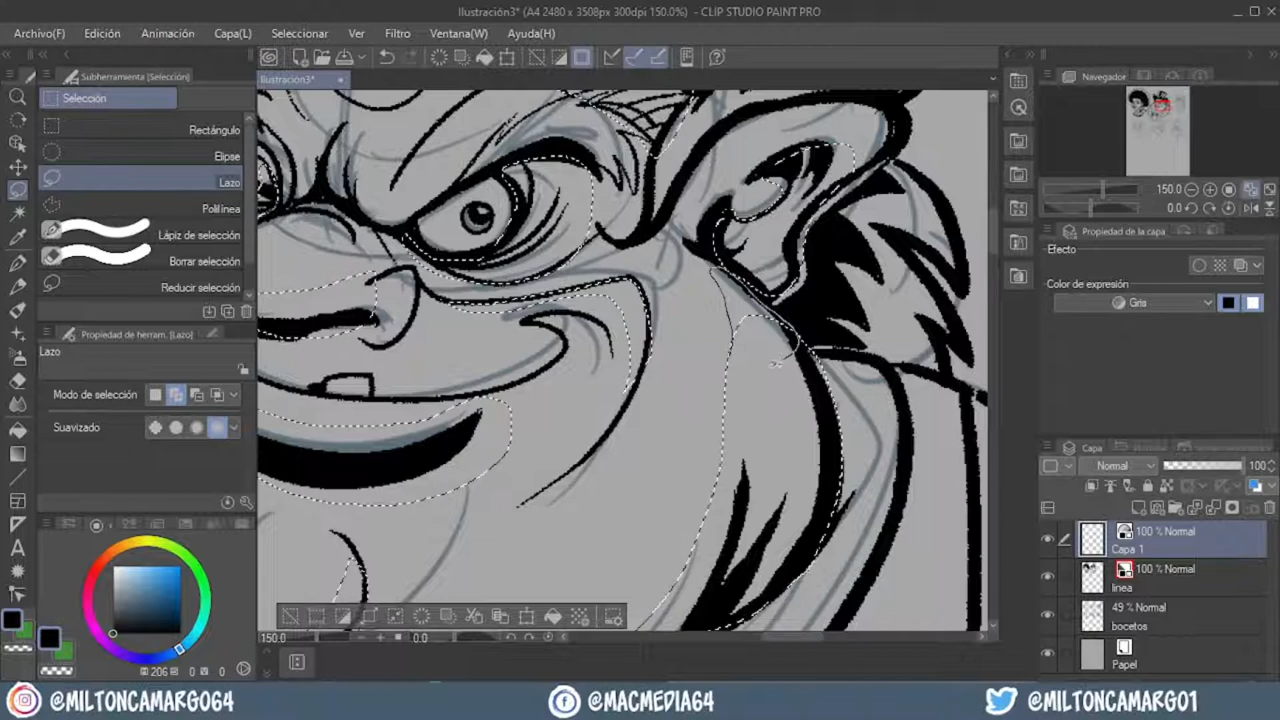 Ilustración3* (A4 2480 x 3508px 300dpi 150.0%) - CLIP STUDIO PAINT PRO
Archivo(F) Edición Animación Capa(L) Seleccionar Ver Filtro Ventana(W) Ayuda(H)
Subherramienta [Selección]
Ilustración3*
Navegador
Selección
Rectángulo
Elipse
Lazo
Polilínea
Lápiz de selección
Borrar selección
Reducir selección
150.0
0.0
Propiedad de la capa
Efecto
Color de expresión
Gris
Propiedad de herram. [Lazo]
Lazo
Modo de selección
Suavizado
Capa
Normal 100
100 % Normal
Capa 1
100 % Normal
linea
49 % Normal
bocetos
Papel
206 0 0
150.0 0.0
@MILTONCAMARGO64 @MACMEDIA64 @MILTONCAMARGO1